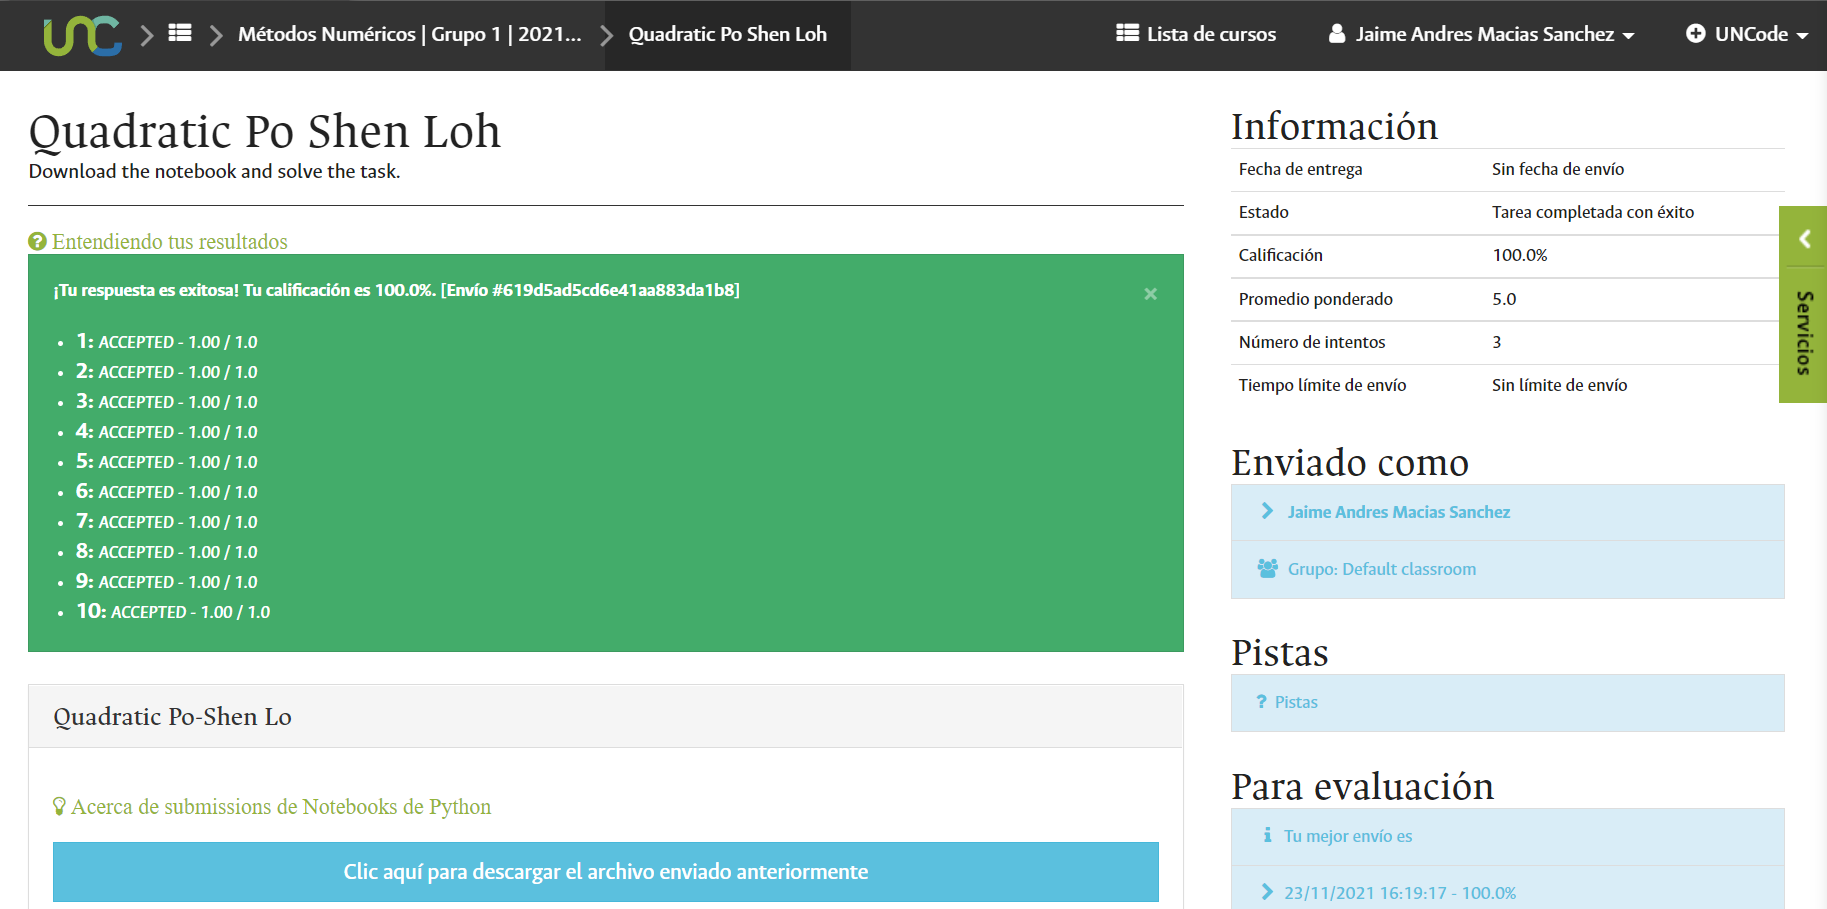 UNC
Métodos Numéricos | Grupo 1 | 2021...
Quadratic Po Shen Loh
Lista de cursos
Jaime Andres Macias Sanchez
UNCode
Quadratic Po Shen Loh
Download the notebook and solve the task.
Entendiendo tus resultados
¡Tu respuesta es exitosa! Tu calificación es 100.0%. [Envío #619d5ad5cd6e41aa883da1b8]
×
• 1: ACCEPTED - 1.00 / 1.0
• 2: ACCEPTED - 1.00 / 1.0
• 3: ACCEPTED - 1.00 / 1.0
• 4: ACCEPTED - 1.00 / 1.0
• 5: ACCEPTED - 1.00 / 1.0
• 6: ACCEPTED - 1.00 / 1.0
• 7: ACCEPTED - 1.00 / 1.0
• 8: ACCEPTED - 1.00 / 1.0
• 9: ACCEPTED - 1.00 / 1.0
• 10: ACCEPTED - 1.00 / 1.0
Quadratic Po-Shen Lo
Acerca de submissions de Notebooks de Python
Clic aquí para descargar el archivo enviado anteriormente
Información
Fecha de entrega Sin fecha de envío
Estado Tarea completada con éxito
Calificación 100.0%
Promedio ponderado 5.0
Número de intentos 3
Tiempo límite de envío Sin límite de envío
Servicios
Enviado como
Jaime Andres Macias Sanchez
Grupo: Default classroom
Pistas
? Pistas
Para evaluación
Tu mejor envío es
23/11/2021 16:19:17 - 100.0%